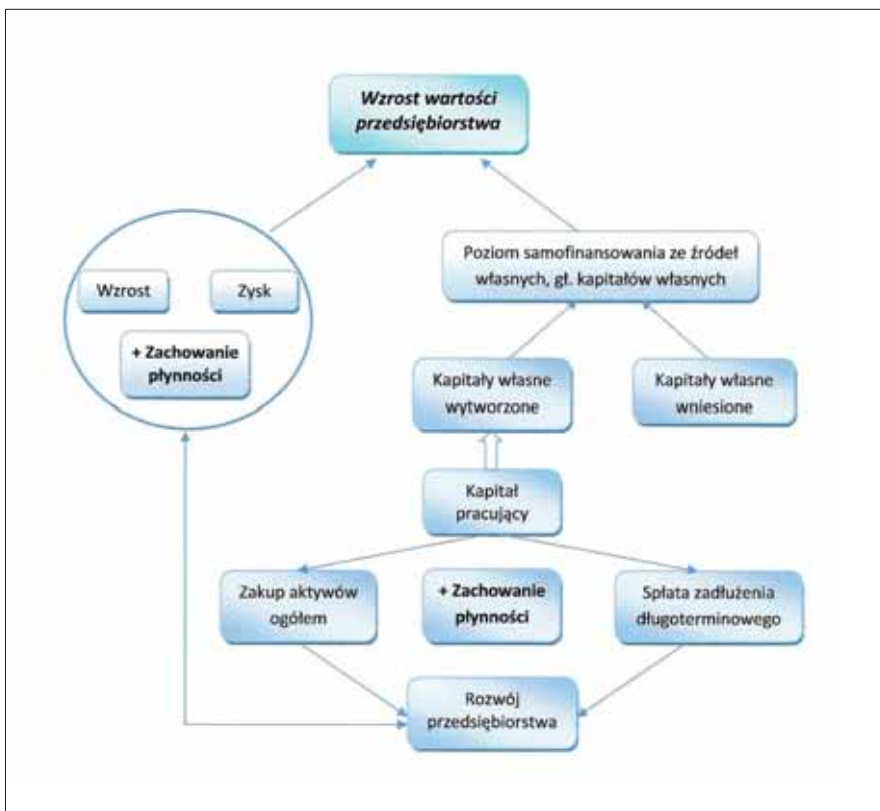 Wzrost wartości
przedsiębiorstwa
Poziom samofinansowania ze źródeł
własnych, gł. kapitałów własnych
Wzrost
Zysk
+ Zachowanie
płynności
Kapitały własne
wytworzone
Kapitały własne
wniesione
Kapitał
pracujący
Zakup aktywów
ogółem
+ Zachowanie
płynności
Spłata zadłużenia
długoterminowego
Rozwój
przedsiębiorstwa